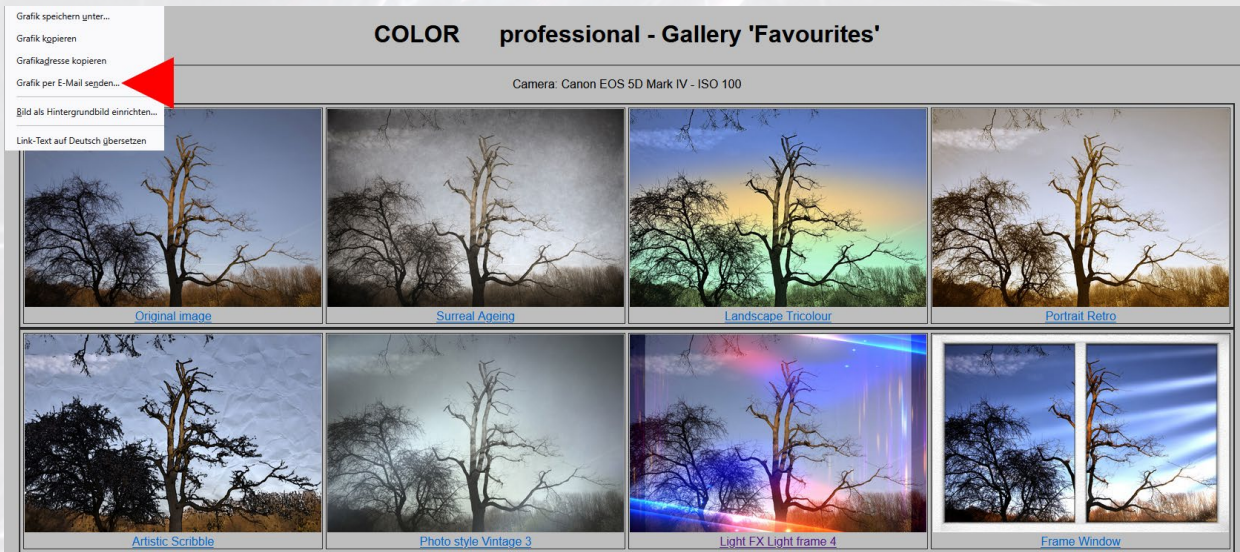 Grafik speichern unter...
Grafik kopieren
Grafikadresse kopieren
Grafik per E-Mail senden...
Bild als Hintergrundbild einrichten...
Link-Text auf Deutsch übersetzen
COLOR professional - Gallery 'Favourites'
Camera: Canon EOS 5D Mark IV - ISO 100
Original image
Surreal Ageing
Landscape Tricolour
Portrait Retro
Artistic Scribble
Photo style Vintage 3
Light FX Light frame 4
Frame Window